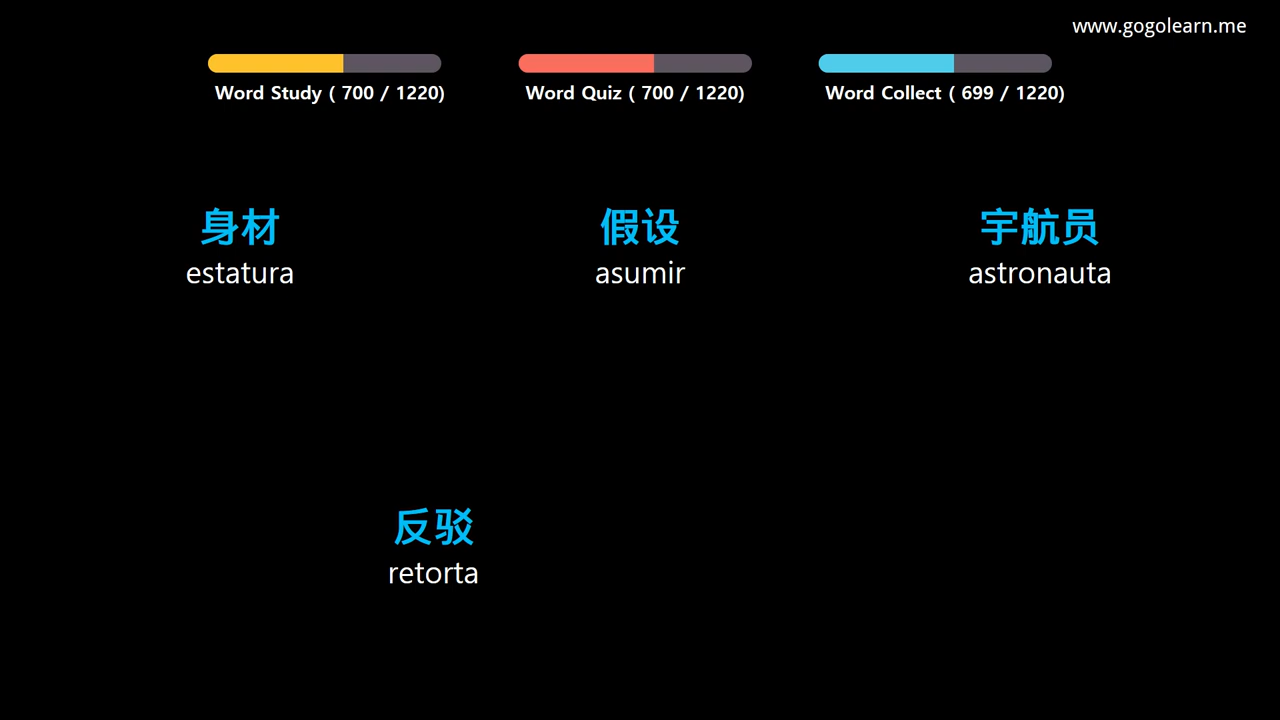 www.gogolearn.me
Word Study ( 700 / 1220)
Word Quiz ( 700 / 1220)
Word Collect ( 699 / 1220)
身材
estatura
假设
asumir
宇航员
astronauta
反驳
retorta